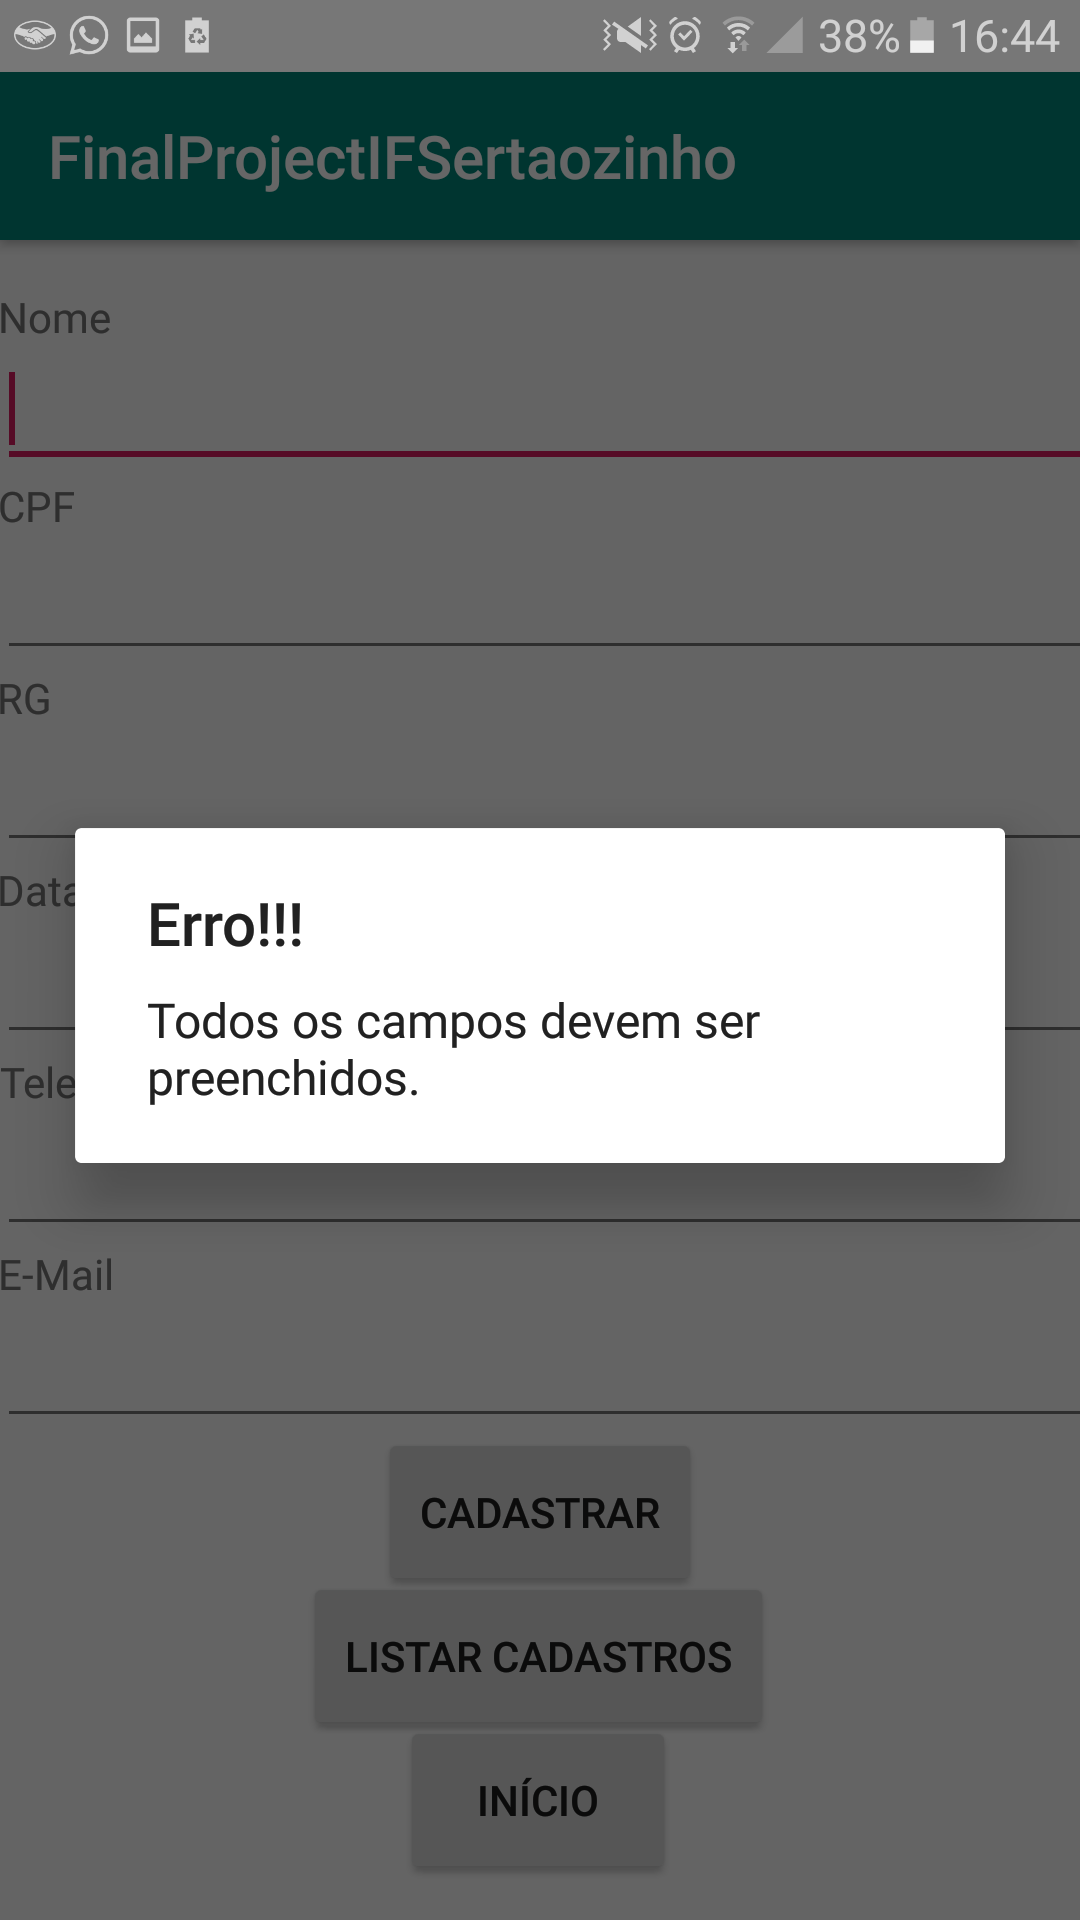 38% 16:44
FinalProjectIFSertaozinho
Nome
CPF
RG
Data
Erro!!!
Todos os campos devem ser
preenchidos.
Tele
E-Mail
CADASTRAR
LISTAR CADASTROS
INÍCIO